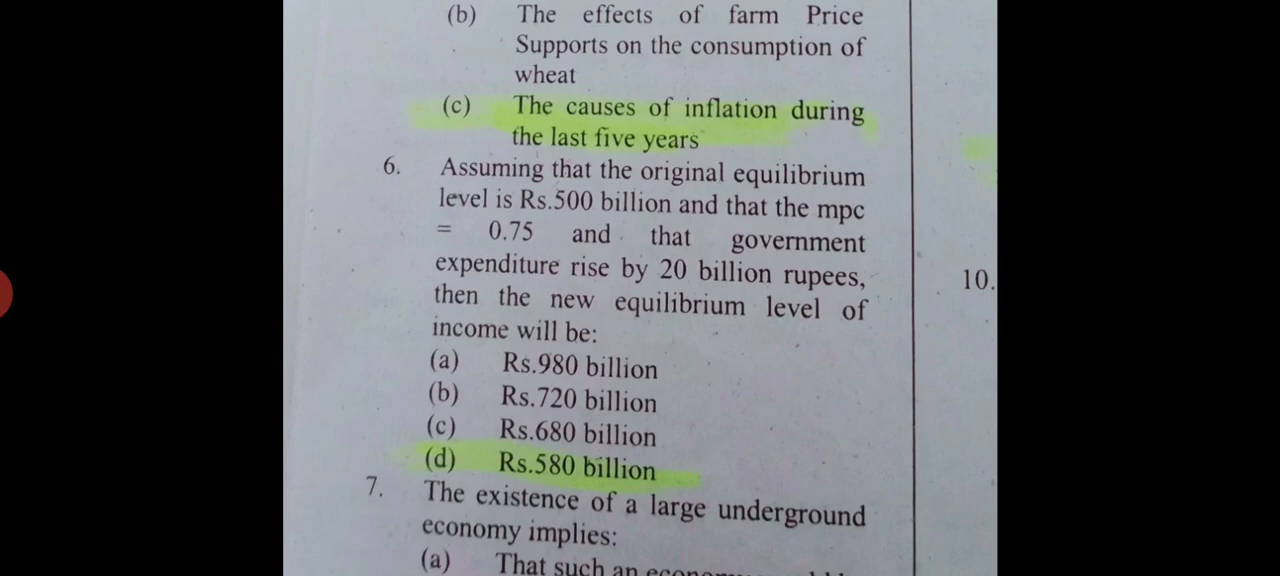 (b) The effects of farm Price
Supports on the consumption of
wheat
(c) The causes of inflation during
the last five years
6. Assuming that the original equilibrium
level is Rs.500 billion and that the mpc
= 0.75 and that government
expenditure rise by 20 billion rupees,
then the new equilibrium level of
income will be:
(a) Rs.980 billion
(b) Rs.720 billion
(c) Rs.680 billion
(d) Rs.580 billion
7. The existence of a large underground
economy implies:
(a) That such an
10.